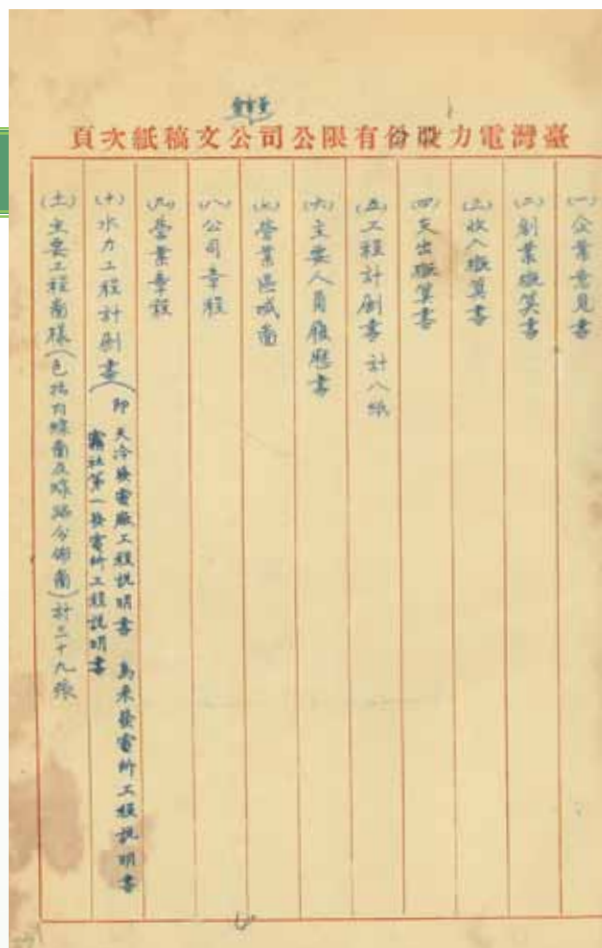 臺灣電力股份有限公司公文稿紙次頁
(一)企業意見書
(二)創業概算書
(三)收入概算書
(四)支出概算書
(五)工程計劃書 計八紙
(六)主要人員履歷書
(七)營業區域圖
(八)公司章程
(九)營業章程
(十)水力工程計劃書(即 天冷發電廠工程說明書 烏來發電所工程說明書
霧社第一發電所工程說明書
(十一)主要工程圖樣(包括內線圖及線路分佈圖)計三十九張